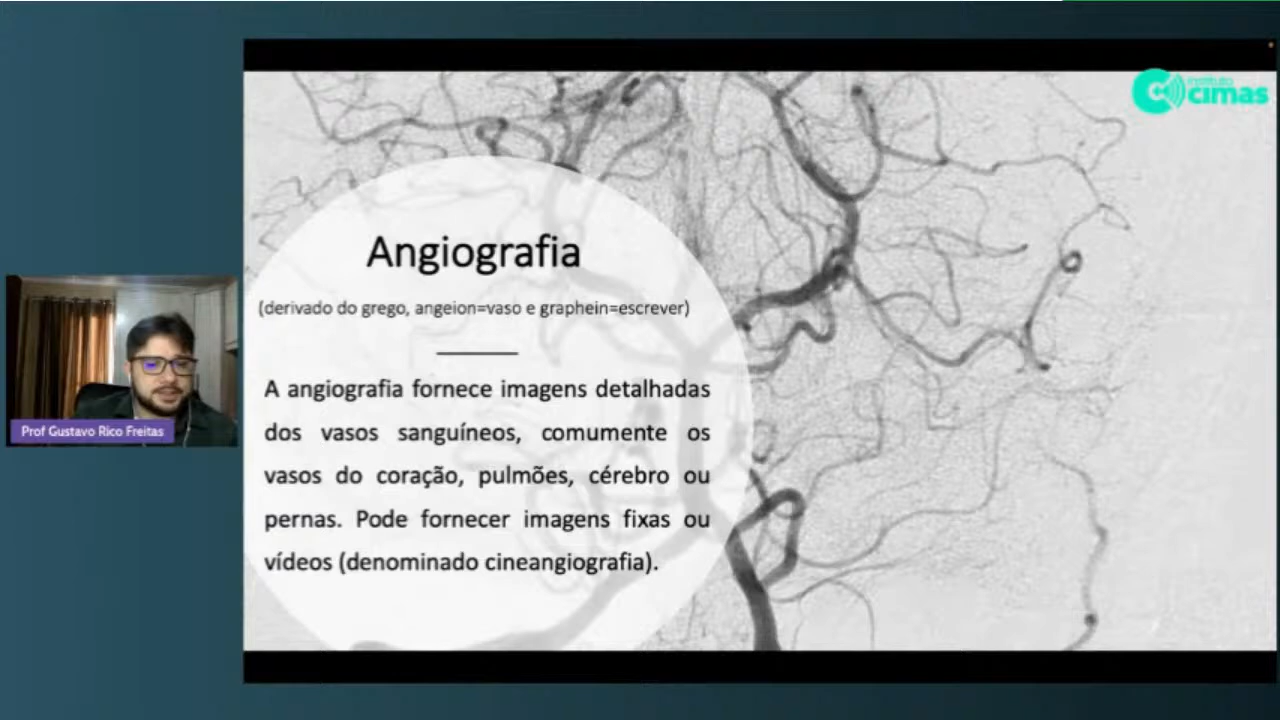 instituto
cimas
Angiografia
(derivado do grego, angeion=vaso e graphein=escrever)
A angiografia fornece imagens detalhadas
dos vasos sanguíneos, comumente os
vasos do coração, pulmões, cérebro ou
pernas. Pode fornecer imagens fixas ou
vídeos (denominado cineangiografia).
Prof Gustavo Rico Freitas